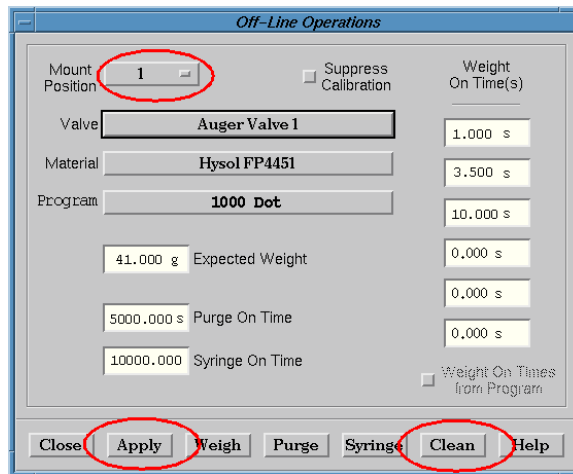 Off-Line Operations
Mount Position 1
Suppress Calibration
Weight On Time(s)
Valve Auger Valve 1
1.000 s
Material Hysol FP4451
3.500 s
Program 1000 Dot
10.000 s
41.000 g Expected Weight
0.000 s
0.000 s
5000.000 s Purge On Time
0.000 s
10000.000 Syringe On Time
Weight On Times from Program
Close Apply Weigh Purge Syringe Clean Help